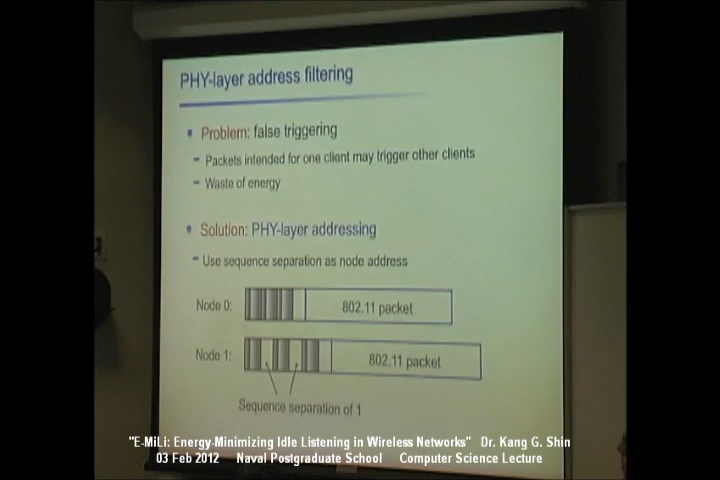 PHY-layer address filtering
Problem: false triggering
Packets intended for one client may trigger other clients
Waste of energy
Solution: PHY-layer addressing
Use sequence separation as node address
Node 0:
802.11 packet
Node 1:
802.11 packet
Sequence separation of 1
"E-MiLi: Energy-Minimizing Idle Listening in Wireless Networks" Dr. Kang G. Shin
03 Feb 2012 Naval Postgraduate School Computer Science Lecture